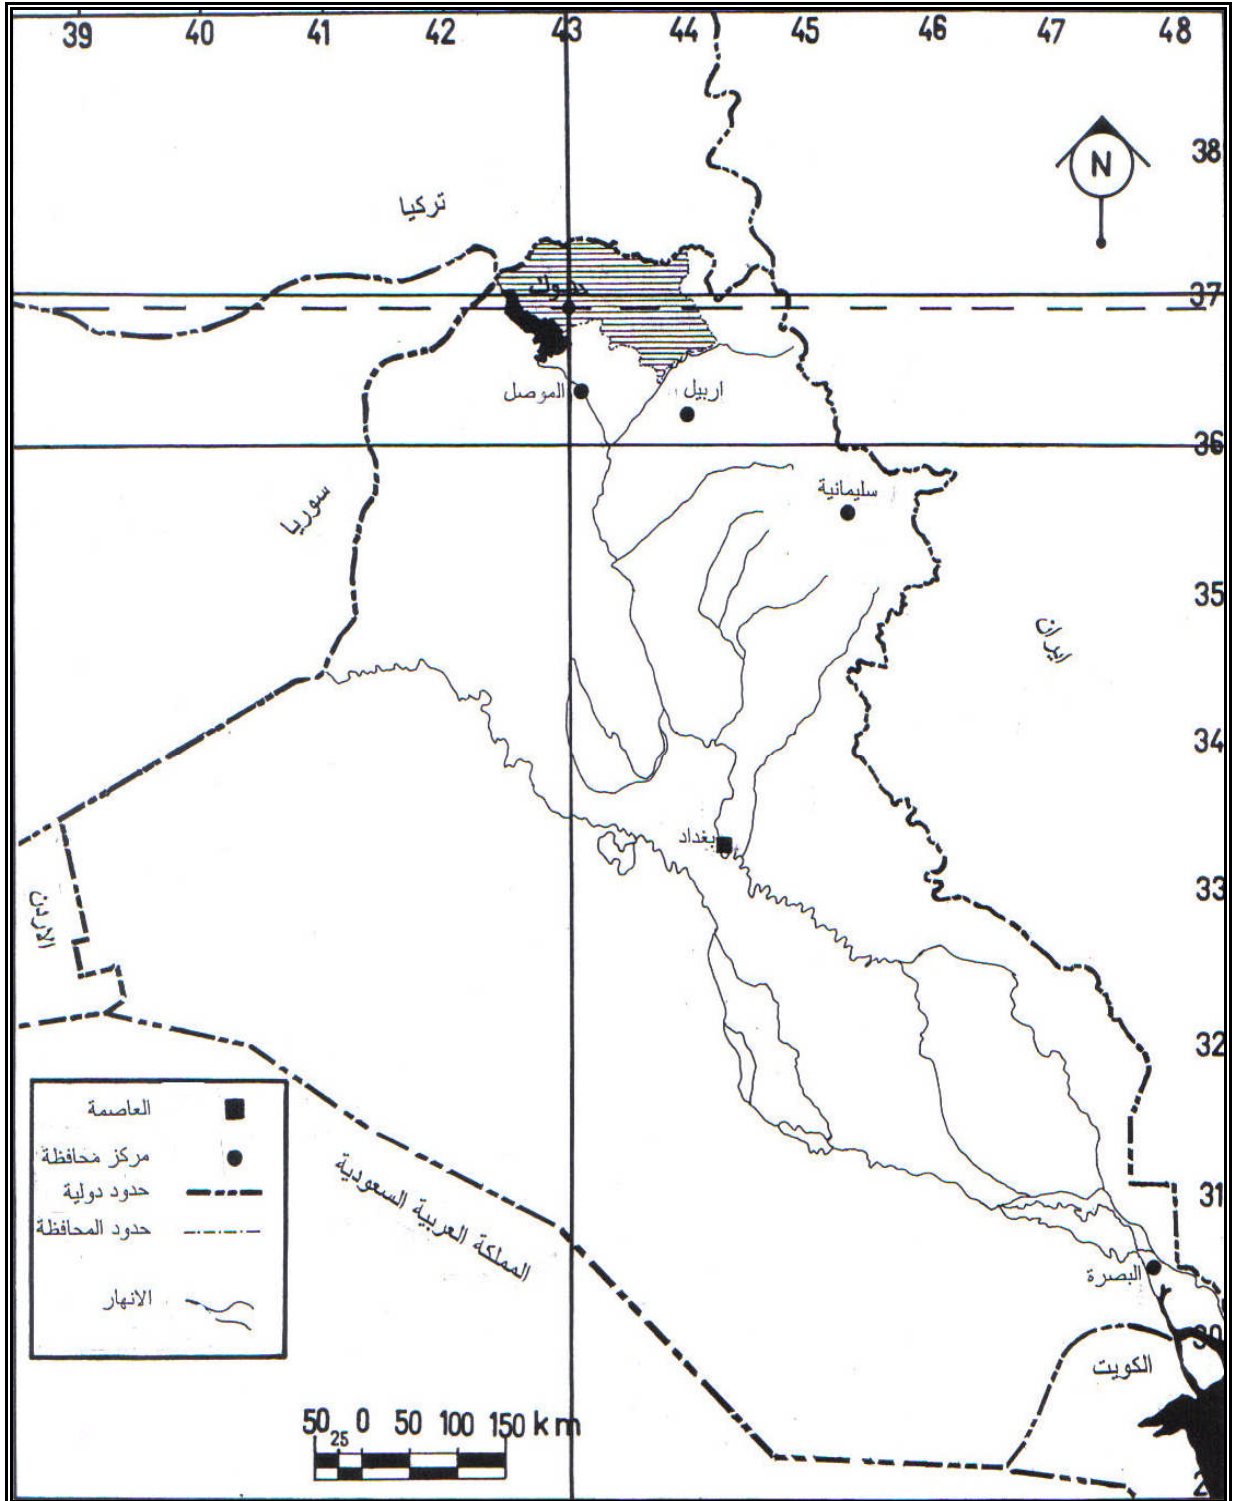 39 40 41 42 43 44 45 46 47 48
38
N
تركيا
37
دهوك
الموصل
اربيل
36
سليمانية
سوريا
35
ايران
34
بغداد
33
الاردن
32
العاصمة
مركز محافظة
حدود دولية
حدود المحافظة
الانهار
المملكة العربية السعودية
31
البصرة
30
الكويت
50 25 0 50 100 150 km